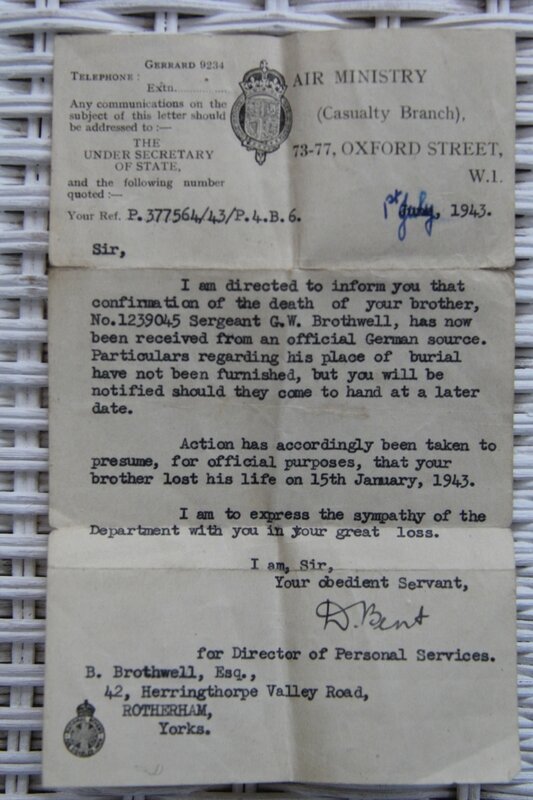 GERRARD 9234
TELEPHONE :
Extn..............
Any communications on the
subject of this letter should
be addressed to :—
THE
UNDER SECRETARY
OF STATE,
and the following number
quoted :—
Your Ref. P.377564/43/P.4.B.6.
AIR MINISTRY
(Casualty Branch),
73-77, OXFORD STREET,
W.1.
1st July, 1943.
Sir,
I am directed to inform you that
confirmation of the death of your brother,
No.1239045 Sergeant G.W. Brothwell, has now
been received from an official German source.
Particulars regarding his place of burial
have not been furnished, but you will be
notified should they come to hand at a later
date.
Action has accordingly been taken to
presume, for official purposes, that your
brother lost his life on 15th January, 1943.
I am to express the sympathy of the
Department with you in your great loss.
I am, Sir,
Your obedient Servant,
D. Bent
for Director of Personal Services.
B. Brothwell, Esq.,
42, Herringthorpe Valley Road,
ROTHERHAM,
Yorks.